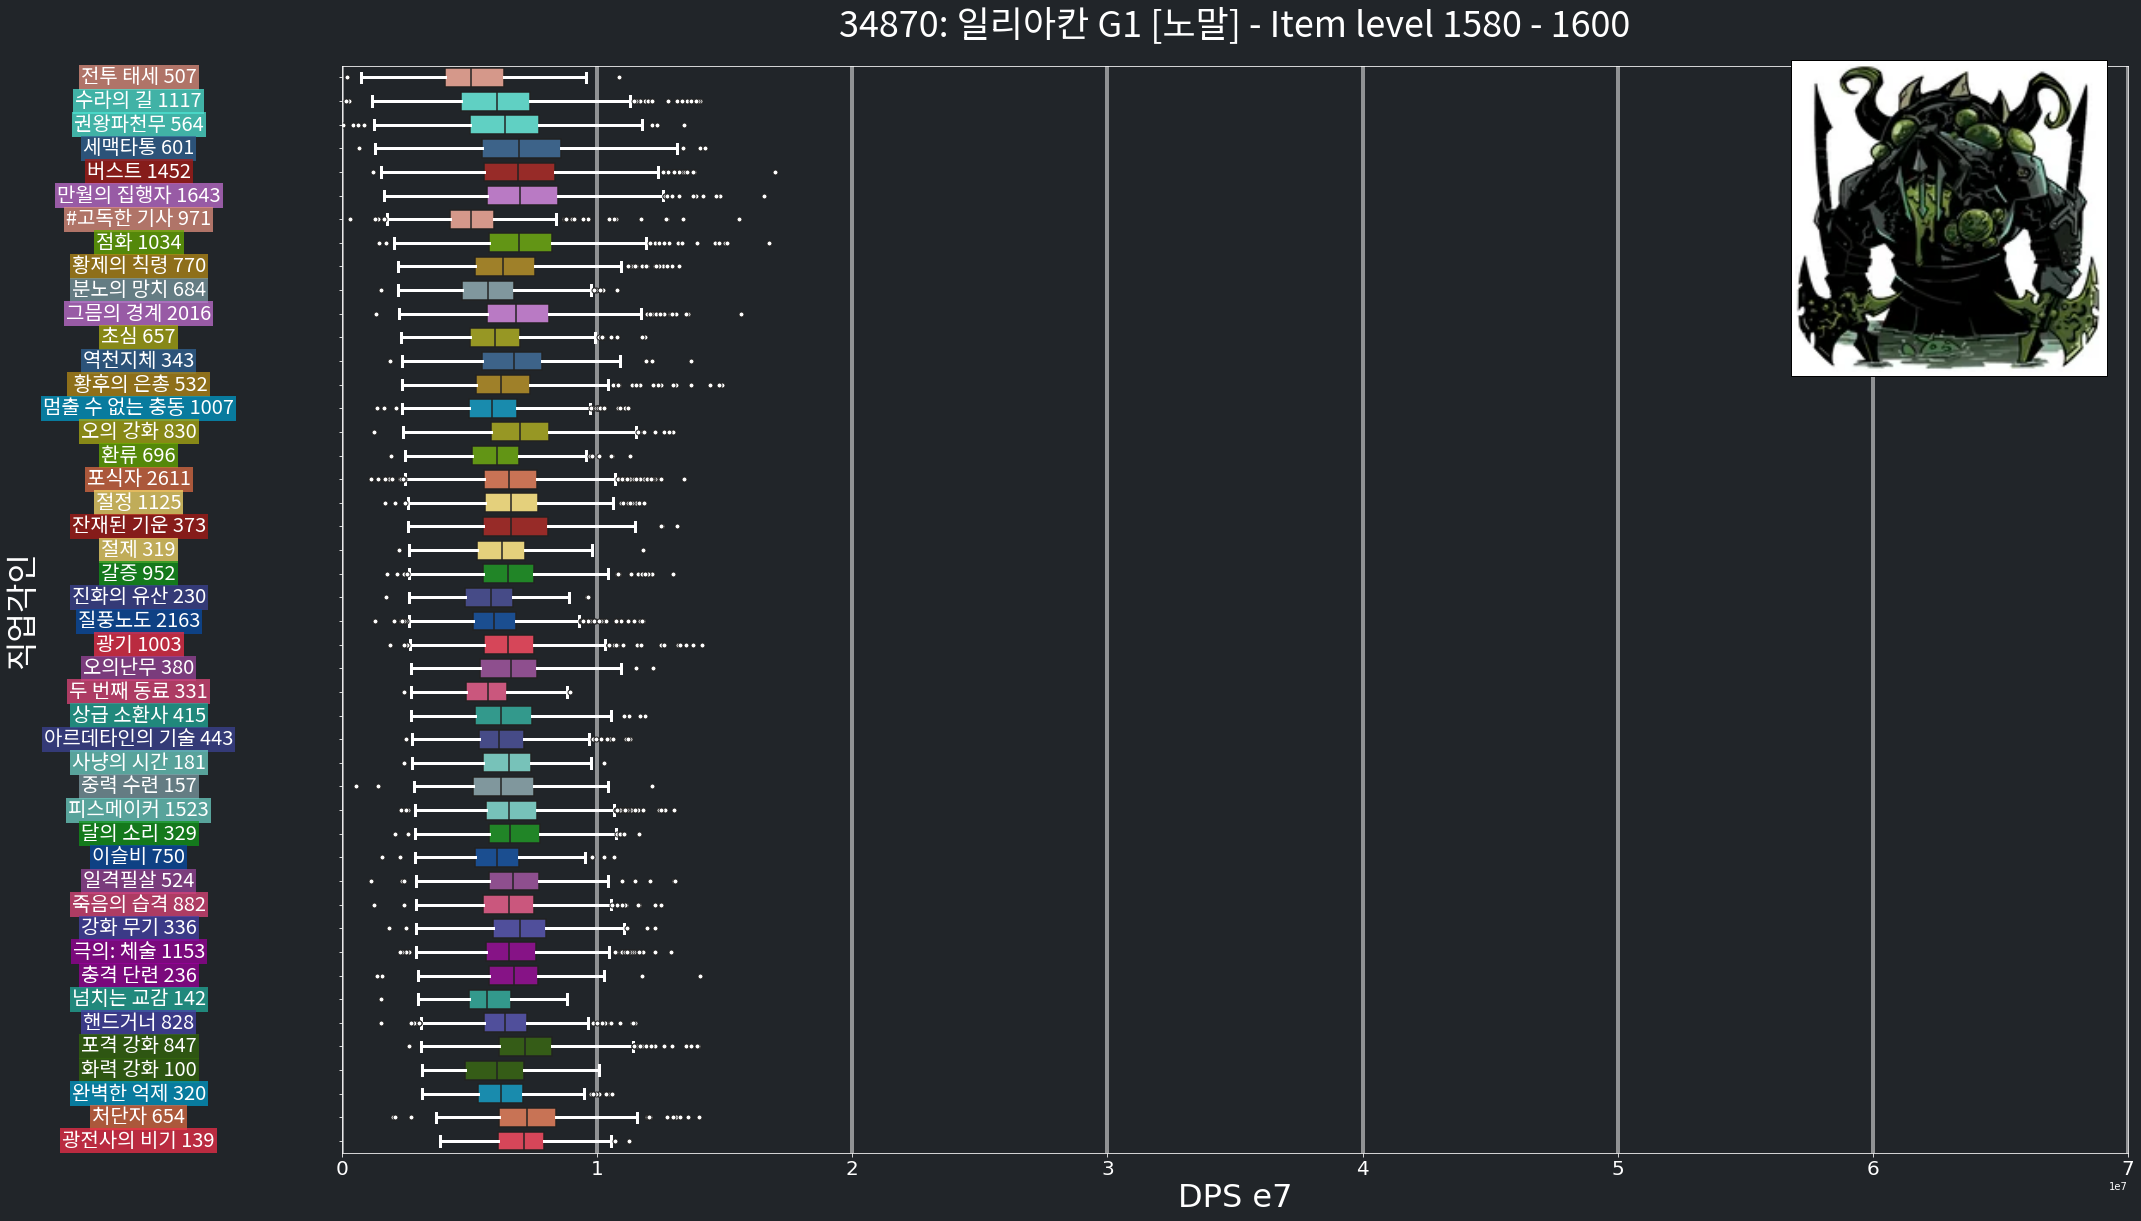 34870: 일리아칸 G1 [노말] - Item level 1580 - 1600
전투 태세 507
수라의 길 1117
권왕파천무 564
세맥타통 601
버스트 1452
만월의 집행자 1643
#고독한 기사 971
점화 1034
황제의 칙령 770
분노의 망치 684
그믐의 경계 2016
초심 657
역천지체 343
황후의 은총 532
멈출 수 없는 충동 1007
오의 강화 830
환류 696
포식자 2611
절정 1125
잔재된 기운 373
절제 319
갈증 952
진화의 유산 230
질풍노도 2163
광기 1003
오의난무 380
두 번째 동료 331
상급 소환사 415
아르데타인의 기술 443
사냥의 시간 181
중력 수련 157
피스메이커 1523
달의 소리 329
이슬비 750
일격필살 524
죽음의 습격 882
강화 무기 336
극의: 체술 1153
충격 단련 236
넘치는 교감 142
핸드거너 828
포격 강화 847
화력 강화 100
완벽한 억제 320
처단자 654
광전사의 비기 139
직업각인
0 1 2 3 4 5 6 7
1e7
DPS e7